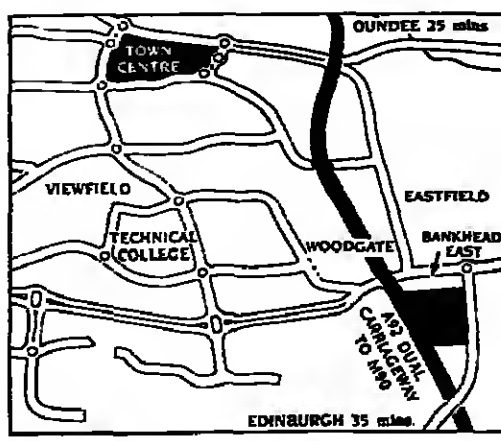 OUNDEE 25 mins
TOWN
CENTRE
VIEWFIELD
EASTFIELD
TECHNICAL
COLLEGE
WOODGATE
BANKHEAD
EAST
A92 DUAL
CARRIAGEWAY
TO M90
EDINBURGH 35 mins.